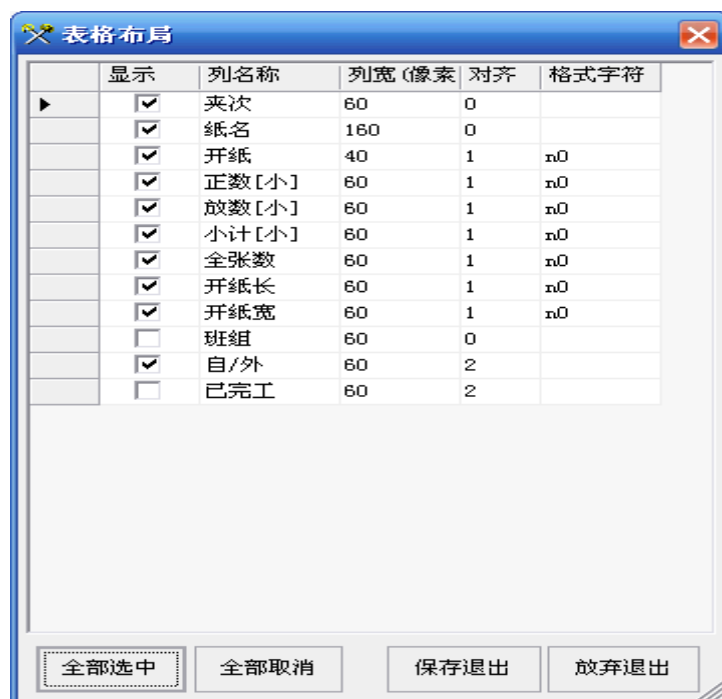 表格布局
显示 列名称 列宽(像素 对齐 格式字符
夹次 60 0
纸名 160 0
开纸 40 1 n0
正数[小] 60 1 n0
放数[小] 60 1 n0
小计[小] 60 1 n0
全张数 60 1 n0
开纸长 60 1 n0
开纸宽 60 1 n0
班组 60 0
自/外 60 2
已完工 60 2
全部选中 全部取消 保存退出 放弃退出